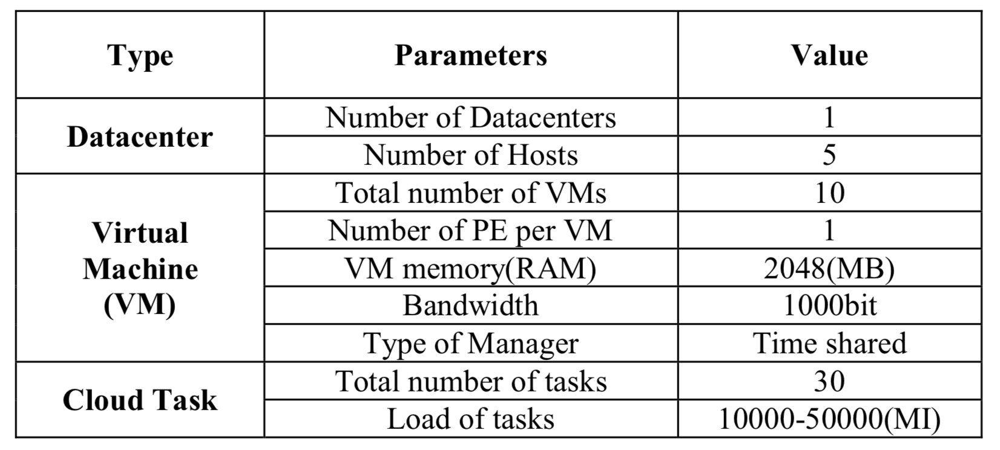 Type Parameters Value
Datacenter
Number of Datacenters 1
Number of Hosts 5
Virtual
Machine
(VM)
Total number of VMs 10
Number of PE per VM 1
VM memory(RAM) 2048(MB)
Bandwidth 1000bit
Type of Manager Time shared
Cloud Task
Total number of tasks 30
Load of tasks 10000-50000(MI)